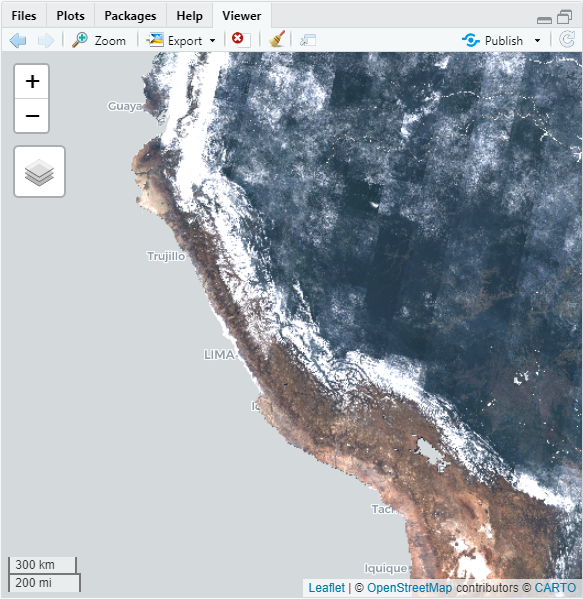 Files Plots Packages Help Viewer
Zoom Export Publish
+
−
Guaya
Trujillo
LIMA
Tac
Iquique
300 km
200 mi
Leaflet | © OpenStreetMap contributors © CARTO